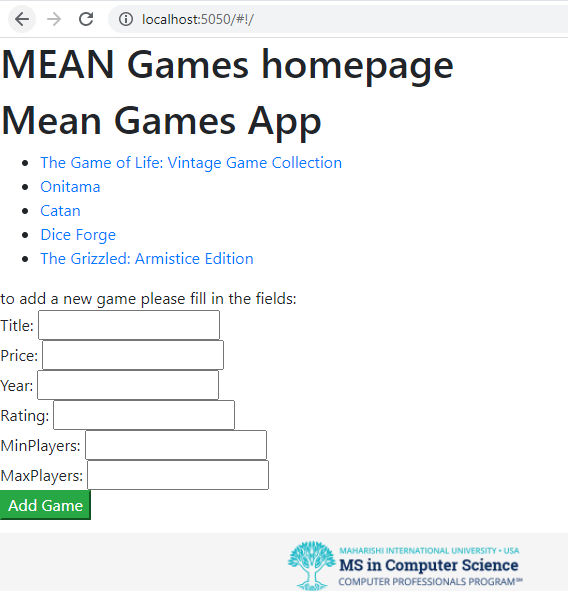 localhost:5050/#!/
MEAN Games homepage
Mean Games App
The Game of Life: Vintage Game Collection
Onitama
Catan
Dice Forge
The Grizzled: Armistice Edition
to add a new game please fill in the fields:
Title:
Price:
Year:
Rating:
MinPlayers:
MaxPlayers:
Add Game
MAHARISHI INTERNATIONAL UNIVERSITY • USA
MS in Computer Science
COMPUTER PROFESSIONALS PROGRAM℠